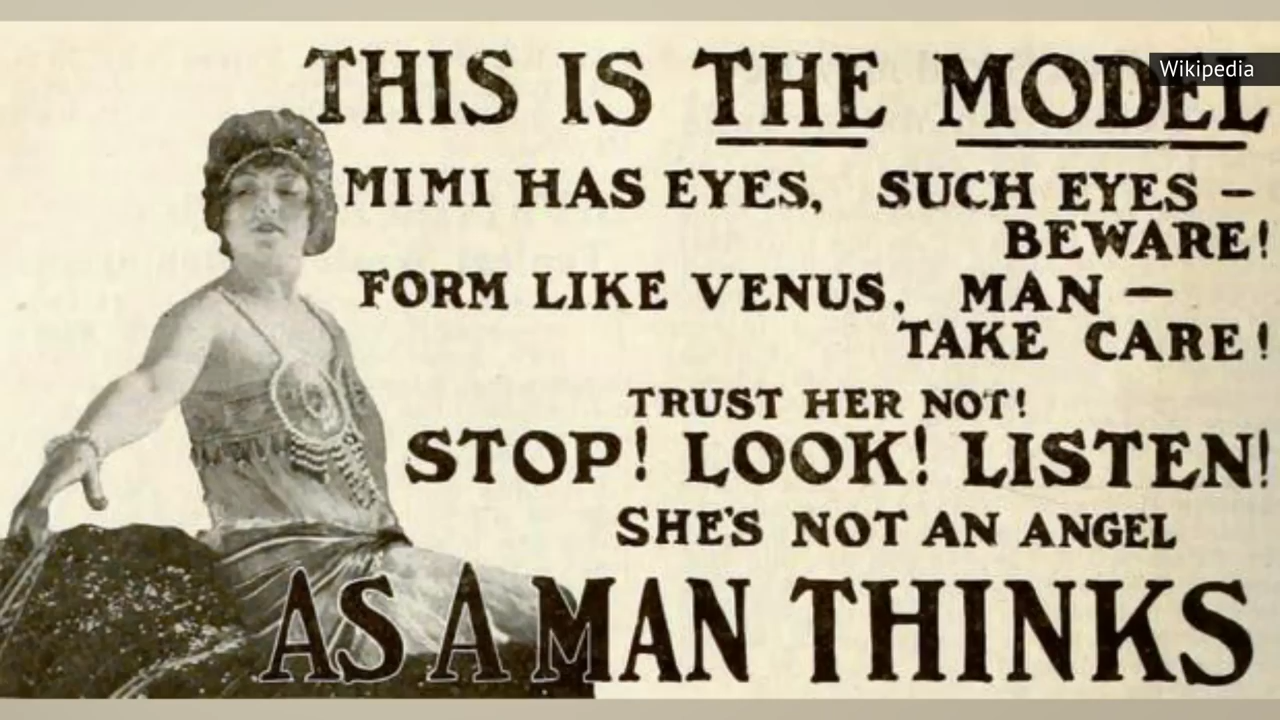 THIS IS THE MODEL
Wikipedia
MIMI HAS EYES, SUCH EYES –
BEWARE!
FORM LIKE VENUS, MAN –
TAKE CARE!
TRUST HER NOT!
STOP! LOOK! LISTEN!
SHE'S NOT AN ANGEL
AS A MAN THINKS